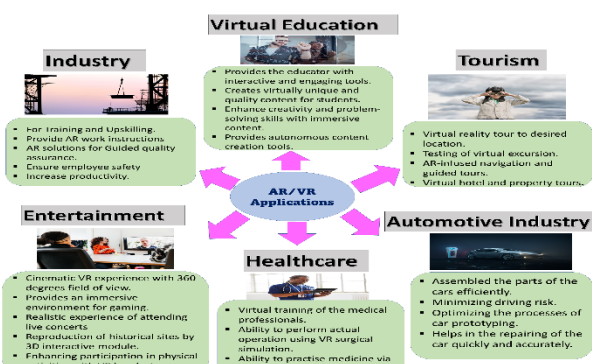 Virtual Education
Industry
Tourism
▪ Provides the educator with
interactive and engaging tools.
▪ Creates virtually unique and
quality content for students.
▪ Enhance creativity and problem-
solving skills with immersive
content.
▪ Provides autonomous content
creation tools.
▪ For Training and Upskilling.
▪ Provide AR work instructions
▪ AR solutions for Guided quality
assurance.
▪ Ensure employee safety
▪ Increase productivity.
▪ Virtual reality tour to desired
location.
▪ Testing of virtual excursion.
▪ AR-infused navigation and
guided tours.
▪ Virtual hotel and property tours.
AR/VR
Applications
Entertainment
Automotive Industry
Healthcare
▪ Cinematic VR experience with 360
degrees field of view.
▪ Provides an immersive
environment for gaming.
▪ Realistic experience of attending
live concerts
▪ Reproduction of historical sites by
3D interactive module.
▪ Enhancing participation in physical
▪ Virtual training of the medical
professionals.
▪ Ability to perform actual
operation using VR surgical
simulation.
▪ Ability to practise medicine via
▪ Assembled the parts of the
cars efficiently.
▪ Minimizing driving risk.
▪ Optimizing the processes of
car prototyping.
▪ Helps in the repairing of the
car quickly and accurately.